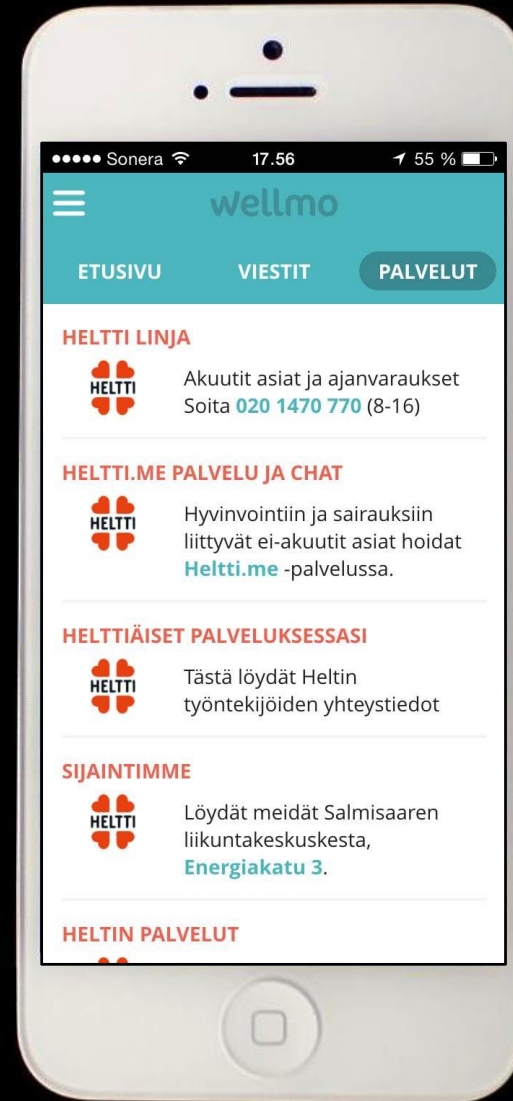 Sonera 17.56 55 %
wellmo
ETUSIVU VIESTIT PALVELUT
HELTTI LINJA
HELTTI
Akuutit asiat ja ajanvaraukset
Soita 020 1470 770 (8-16)
HELTTI.ME PALVELU JA CHAT
HELTTI
Hyvinvointiin ja sairauksiin
liittyvät ei-akuutit asiat hoidat
Heltti.me -palvelussa.
HELTTIÄISET PALVELUKSESSASI
HELTTI
Tästä löydät Heltin
työntekijöiden yhteystiedot
SIJAINTIMME
HELTTI
Löydät meidät Salmisaaren
liikuntakeskuskesta,
Energiakatu 3.
HELTIN PALVELUT